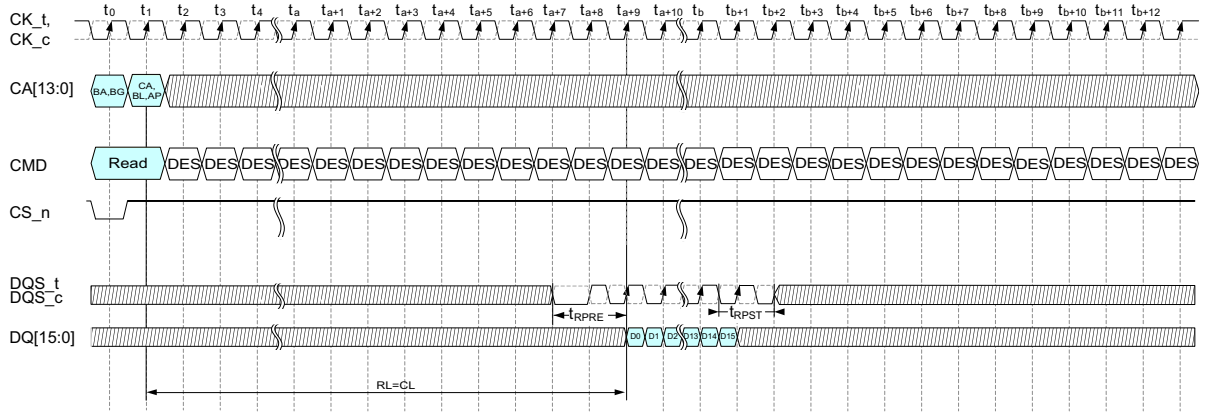 CK_t,
CK_c
t0 t1 t2 t3 t4 ta ta+1 ta+2 ta+3 ta+4 ta+5 ta+6 ta+7 ta+8 ta+9 ta+10 tb tb+1 tb+2 tb+3 tb+4 tb+5 tb+6 tb+7 tb+8 tb+9 tb+10 tb+11 tb+12
CA[13:0]
BA,BG
CA,
BL,AP
CMD
Read DES DES DES DES DES DES DES DES DES DES DES DES DES DES DES DES DES DES DES DES DES DES DES DES DES DES DES DES
CS_n
DQS_t
DQS_c
tRPRE
tRPST
DQ[15:0]
D0 D1 D2 D13 D14 D15
RL=CL